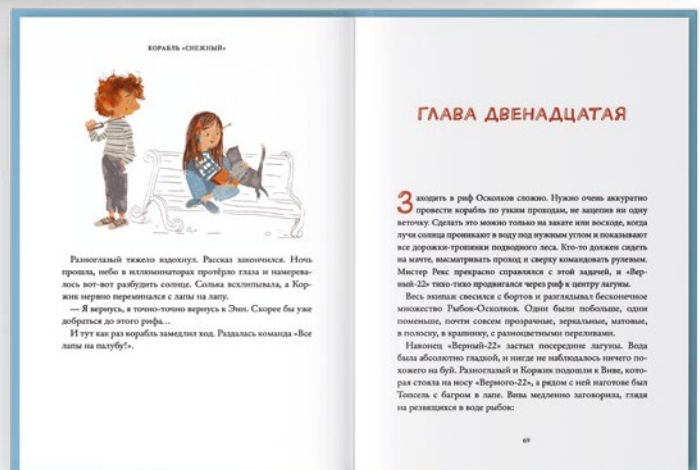 КОРАБЛЬ «СНЕЖНЫЙ»
Разноглазый тяжело вздохнул. Рассказ закончился. Ночь
прошла, небо в иллюминаторах протёрло глаза и намерева-
лось вот-вот разбудить солнце. Солька всхлипывала, а Кор-
жик нервно переминался с лапы на лапу.
— Я вернусь, я точно-точно вернусь к Энн. Скорее бы уже
добраться до этого рифа…
И тут как раз корабль замедлил ход. Раздалась команда «Все
лапы на палубу!».
ГЛАВА ДВЕНАДЦАТАЯ
Заходить в риф Осколков сложно. Нужно очень аккуратно
провести корабль по узким проходам, не зацепив ни одну
веточку. Сделать это можно только на закате или восходе, когда
лучи солнца проникают в воду под нужным углом и показывают
все дорожки-тропинки подводного леса. Кто-то должен сидеть
на мачте, высматривать проход и сверху командовать рулевым.
Мистер Рекс прекрасно справлялся с этой задачей, и «Вер-
ный-22» тихо-тихо продвигался через риф к центру лагуны.
Весь экипаж свесился с бортов и разглядывал бесконечное
множество Рыбок-Осколков. Одни были побольше, одни
поменьше, почти совсем прозрачные, зеркальные, матовые,
в полоску, в крапинку, с разноцветными переливами.
Наконец «Верный-22» застыл посередине лагуны. Вода
была абсолютно гладкой, и нигде не наблюдалось ничего по-
хожего на буй. Разноглазый и Коржик подошли к Виве, кото-
рая стояла на носу «Верного-22», а рядом с ней наготове был
Топсель с багром в лапе. Вива медленно заговорила, глядя
на резвящихся в воде рыбок:
69